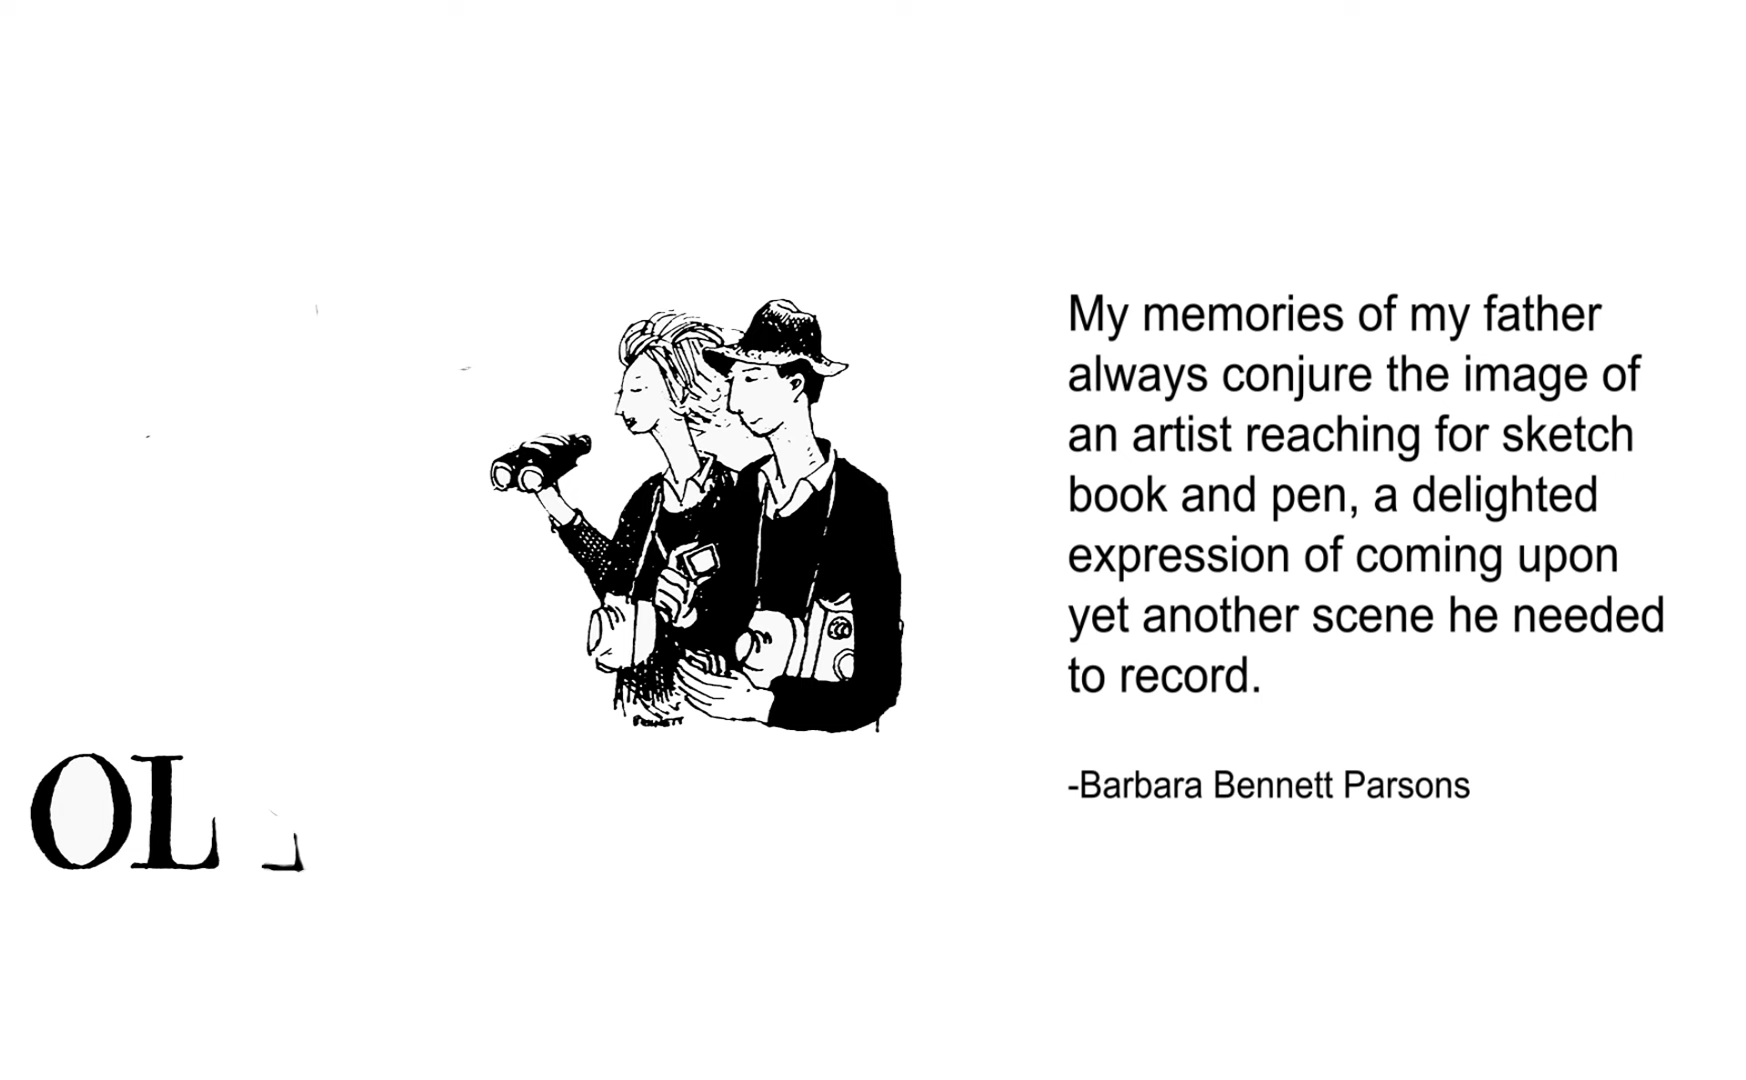 My memories of my father
always conjure the image of
an artist reaching for sketch
book and pen, a delighted
expression of coming upon
yet another scene he needed
to record.
-Barbara Bennett Parsons
BENNETT
OL